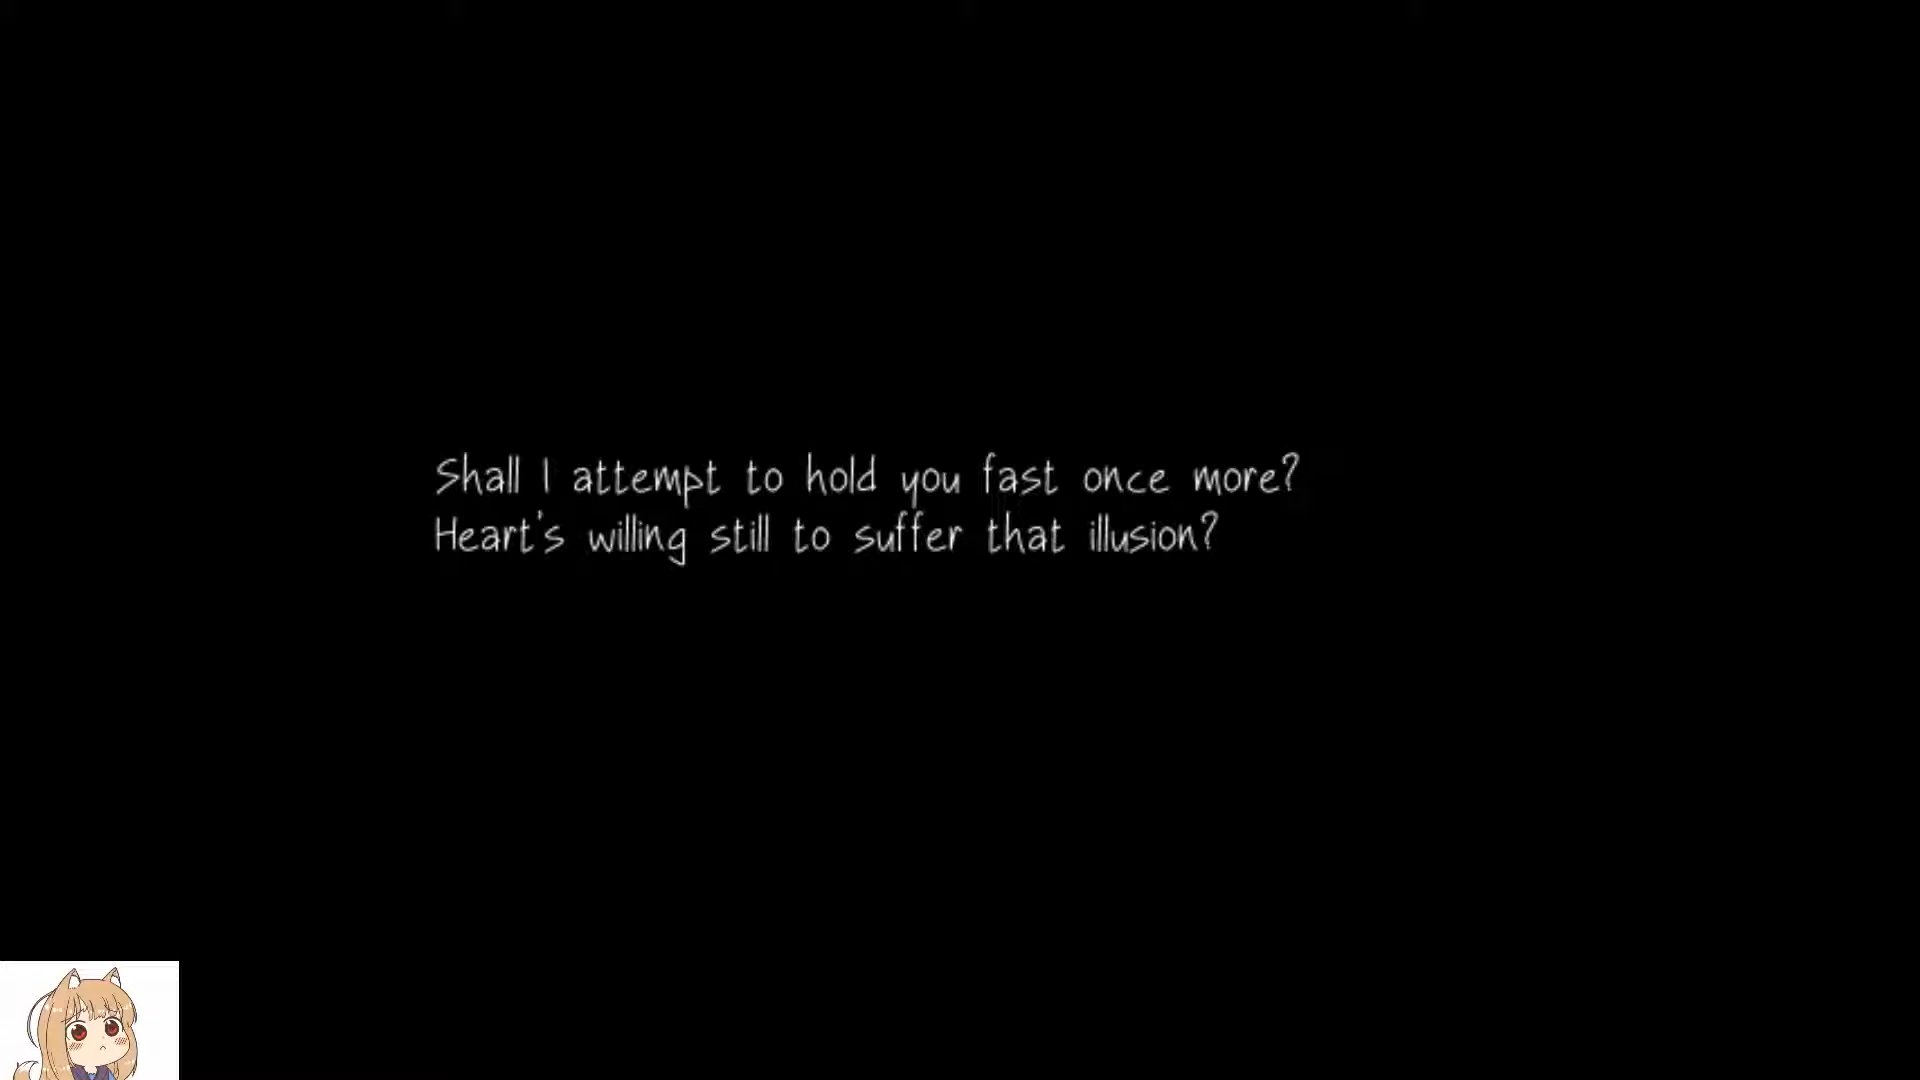 Shall I attempt to hold you fast once more?
Heart's willing still to suffer that illusion?